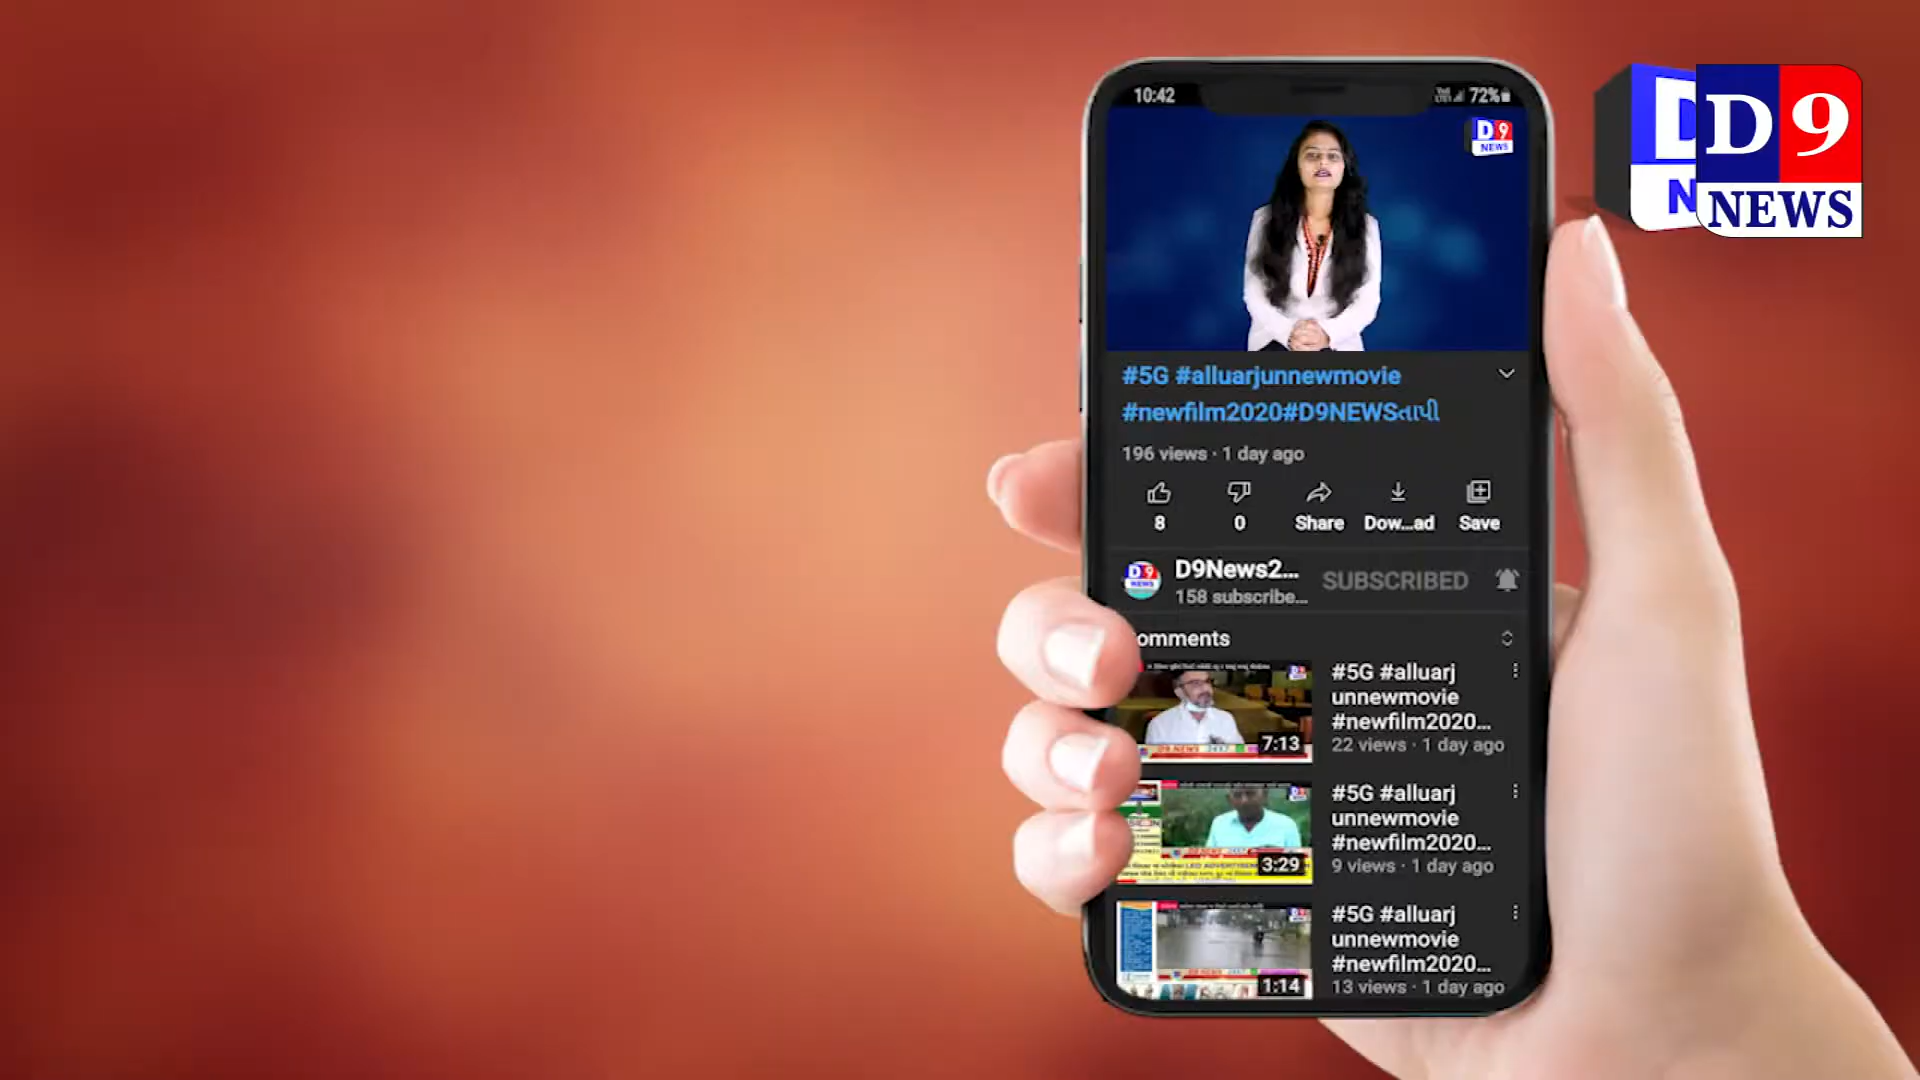 10:42
72%
D 9
NEWS
D
N
D 9
NEWS
#5G #alluarjunnewmovie
#newfilm2020#D9NEWSતાપી
196 views · 1 day ago
8
0
Share
Dow...ad
Save
D9
NEWS
D9News2...
SUBSCRIBED
158 subscribe...
omments
#5G #alluarj
unnewmovie
#newfilm2020...
22 views · 1 day ago
7:13
#5G #alluarj
unnewmovie
#newfilm2020...
9 views · 1 day ago
3:29
#5G #alluarj
unnewmovie
#newfilm2020...
13 views · 1 day ago
1:14